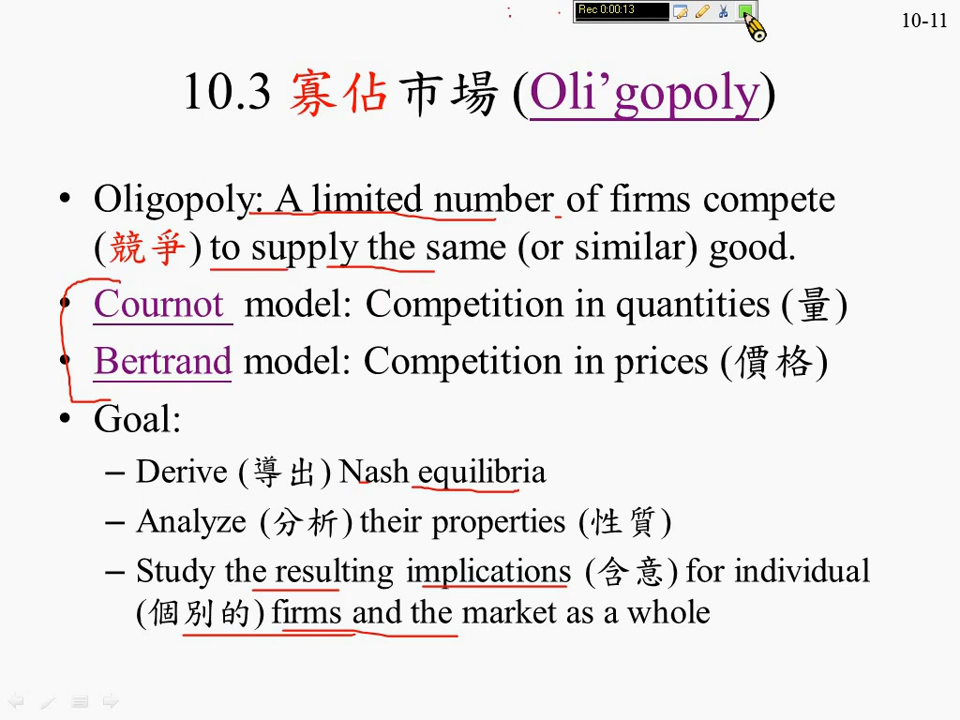 Rec 0:00:13
10-11
10.3 寡佔市場 (Oli’gopoly)
• Oligopoly: A limited number of firms compete
(競爭) to supply the same (or similar) good.
• Cournot model: Competition in quantities (量)
• Bertrand model: Competition in prices (價格)
• Goal:
– Derive (導出) Nash equilibria
– Analyze (分析) their properties (性質)
– Study the resulting implications (含意) for individual
(個別的) firms and the market as a whole